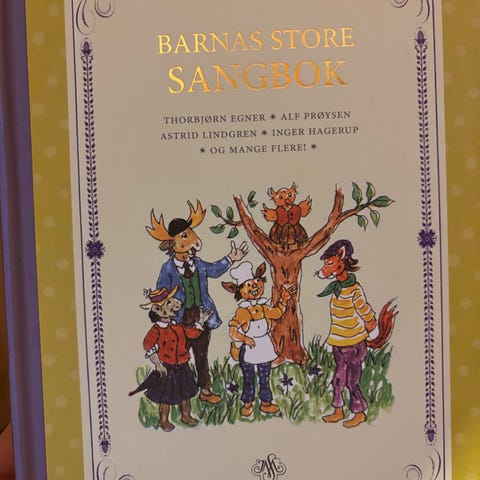 BARNAS STORE
SANGBOK
THORBJØRN EGNER * ALF PRØYSEN
ASTRID LINDGREN * INGER HAGERUP
* OG MANGE FLERE! *